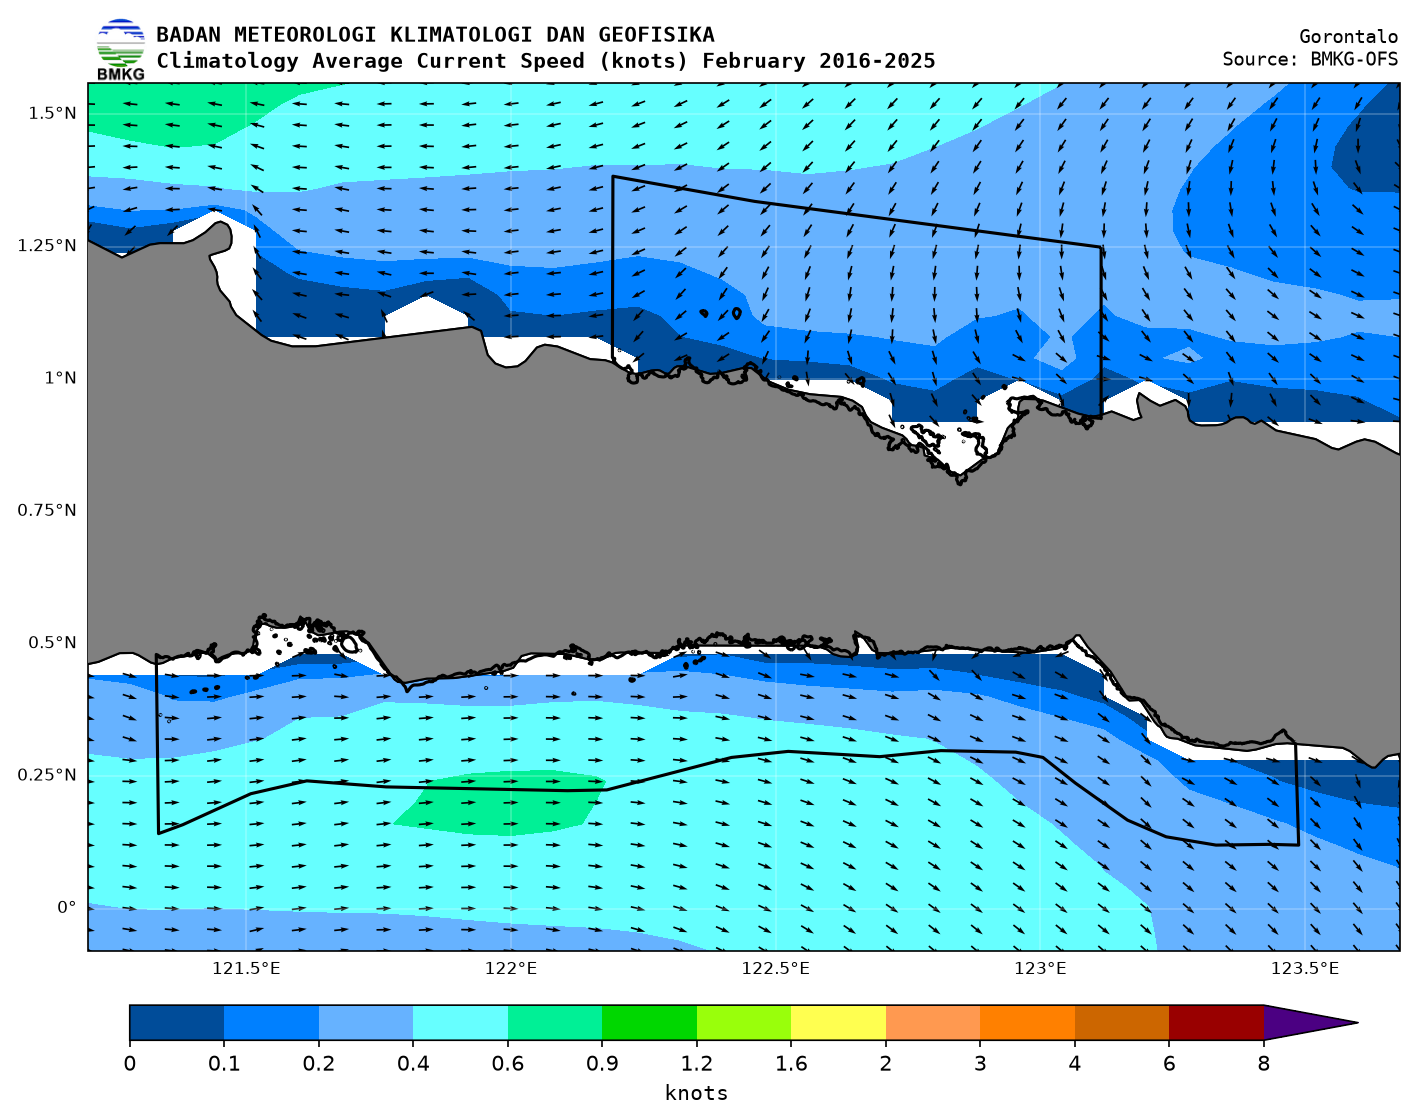 BADAN METEOROLOGI KLIMATOLOGI DAN GEOFISIKA
Climatology Average Current Speed (knots) February 2016-2025
BMKG
Gorontalo
Source: BMKG-OFS
1.5°N
1.25°N
1°N
0.75°N
0.5°N
0.25°N
0°
121.5°E 122°E 122.5°E 123°E 123.5°E
0 0.1 0.2 0.4 0.6 0.9 1.2 1.6 2 3 4 6 8
knots